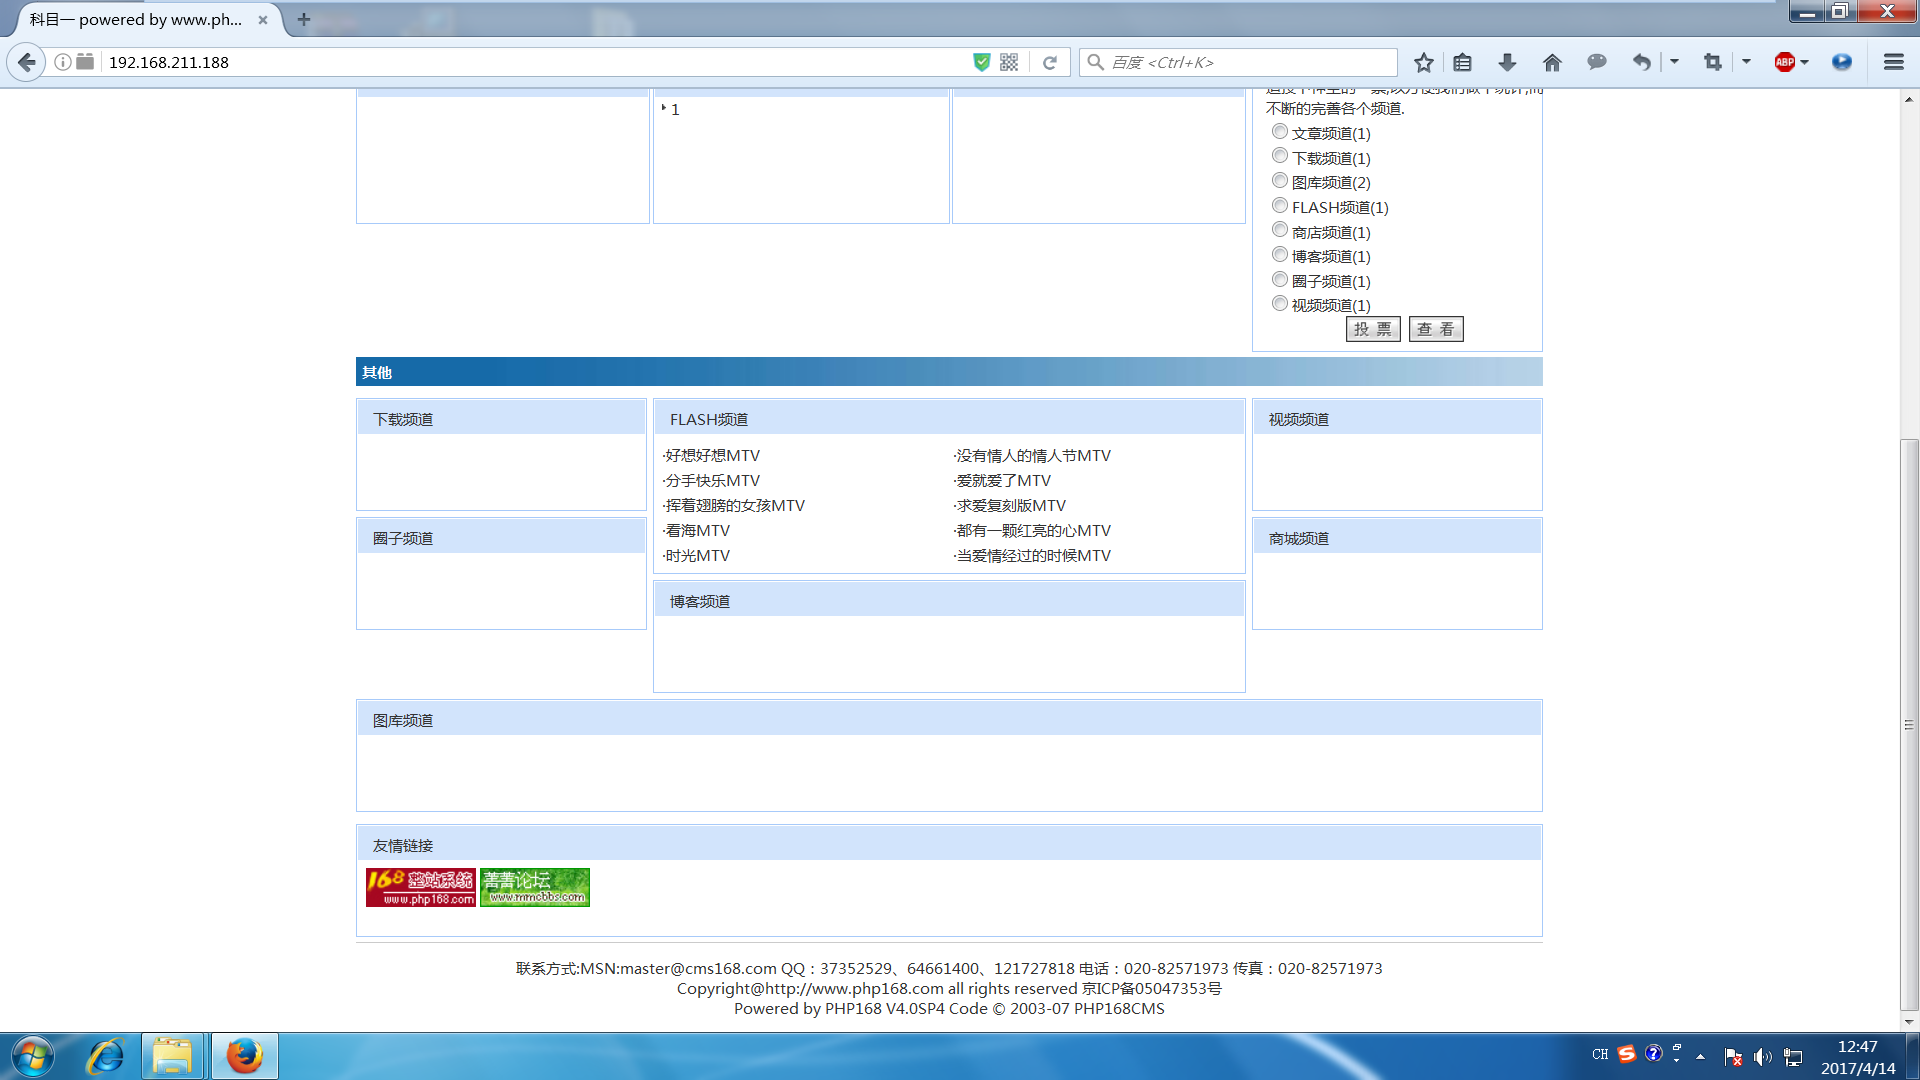 科目一 powered by www.ph...
192.168.211.188
百度 <Ctrl+K>
ABP
1
不断的完善各个频道.
文章频道(1)
下载频道(1)
图库频道(2)
FLASH频道(1)
商店频道(1)
博客频道(1)
圈子频道(1)
视频频道(1)
投 票 查 看
其他
下载频道
FLASH频道
视频频道
·好想好想MTV ·没有情人的情人节MTV
·分手快乐MTV ·爱就爱了MTV
·挥着翅膀的女孩MTV ·求爱复刻版MTV
·看海MTV ·都有一颗红亮的心MTV
·时光MTV ·当爱情经过的时候MTV
圈子频道
商城频道
博客频道
图库频道
友情链接
168 整站系统
www.php168.com
菁菁论坛
www.mmcbbs.com
联系方式:MSN:master@cms168.com QQ：37352529、64661400、121727818 电话：020-82571973 传真：020-82571973
Copyright@http://www.php168.com all rights reserved 京ICP备05047353号
Powered by PHP168 V4.0SP4 Code © 2003-07 PHP168CMS
CH
12:47
2017/4/14